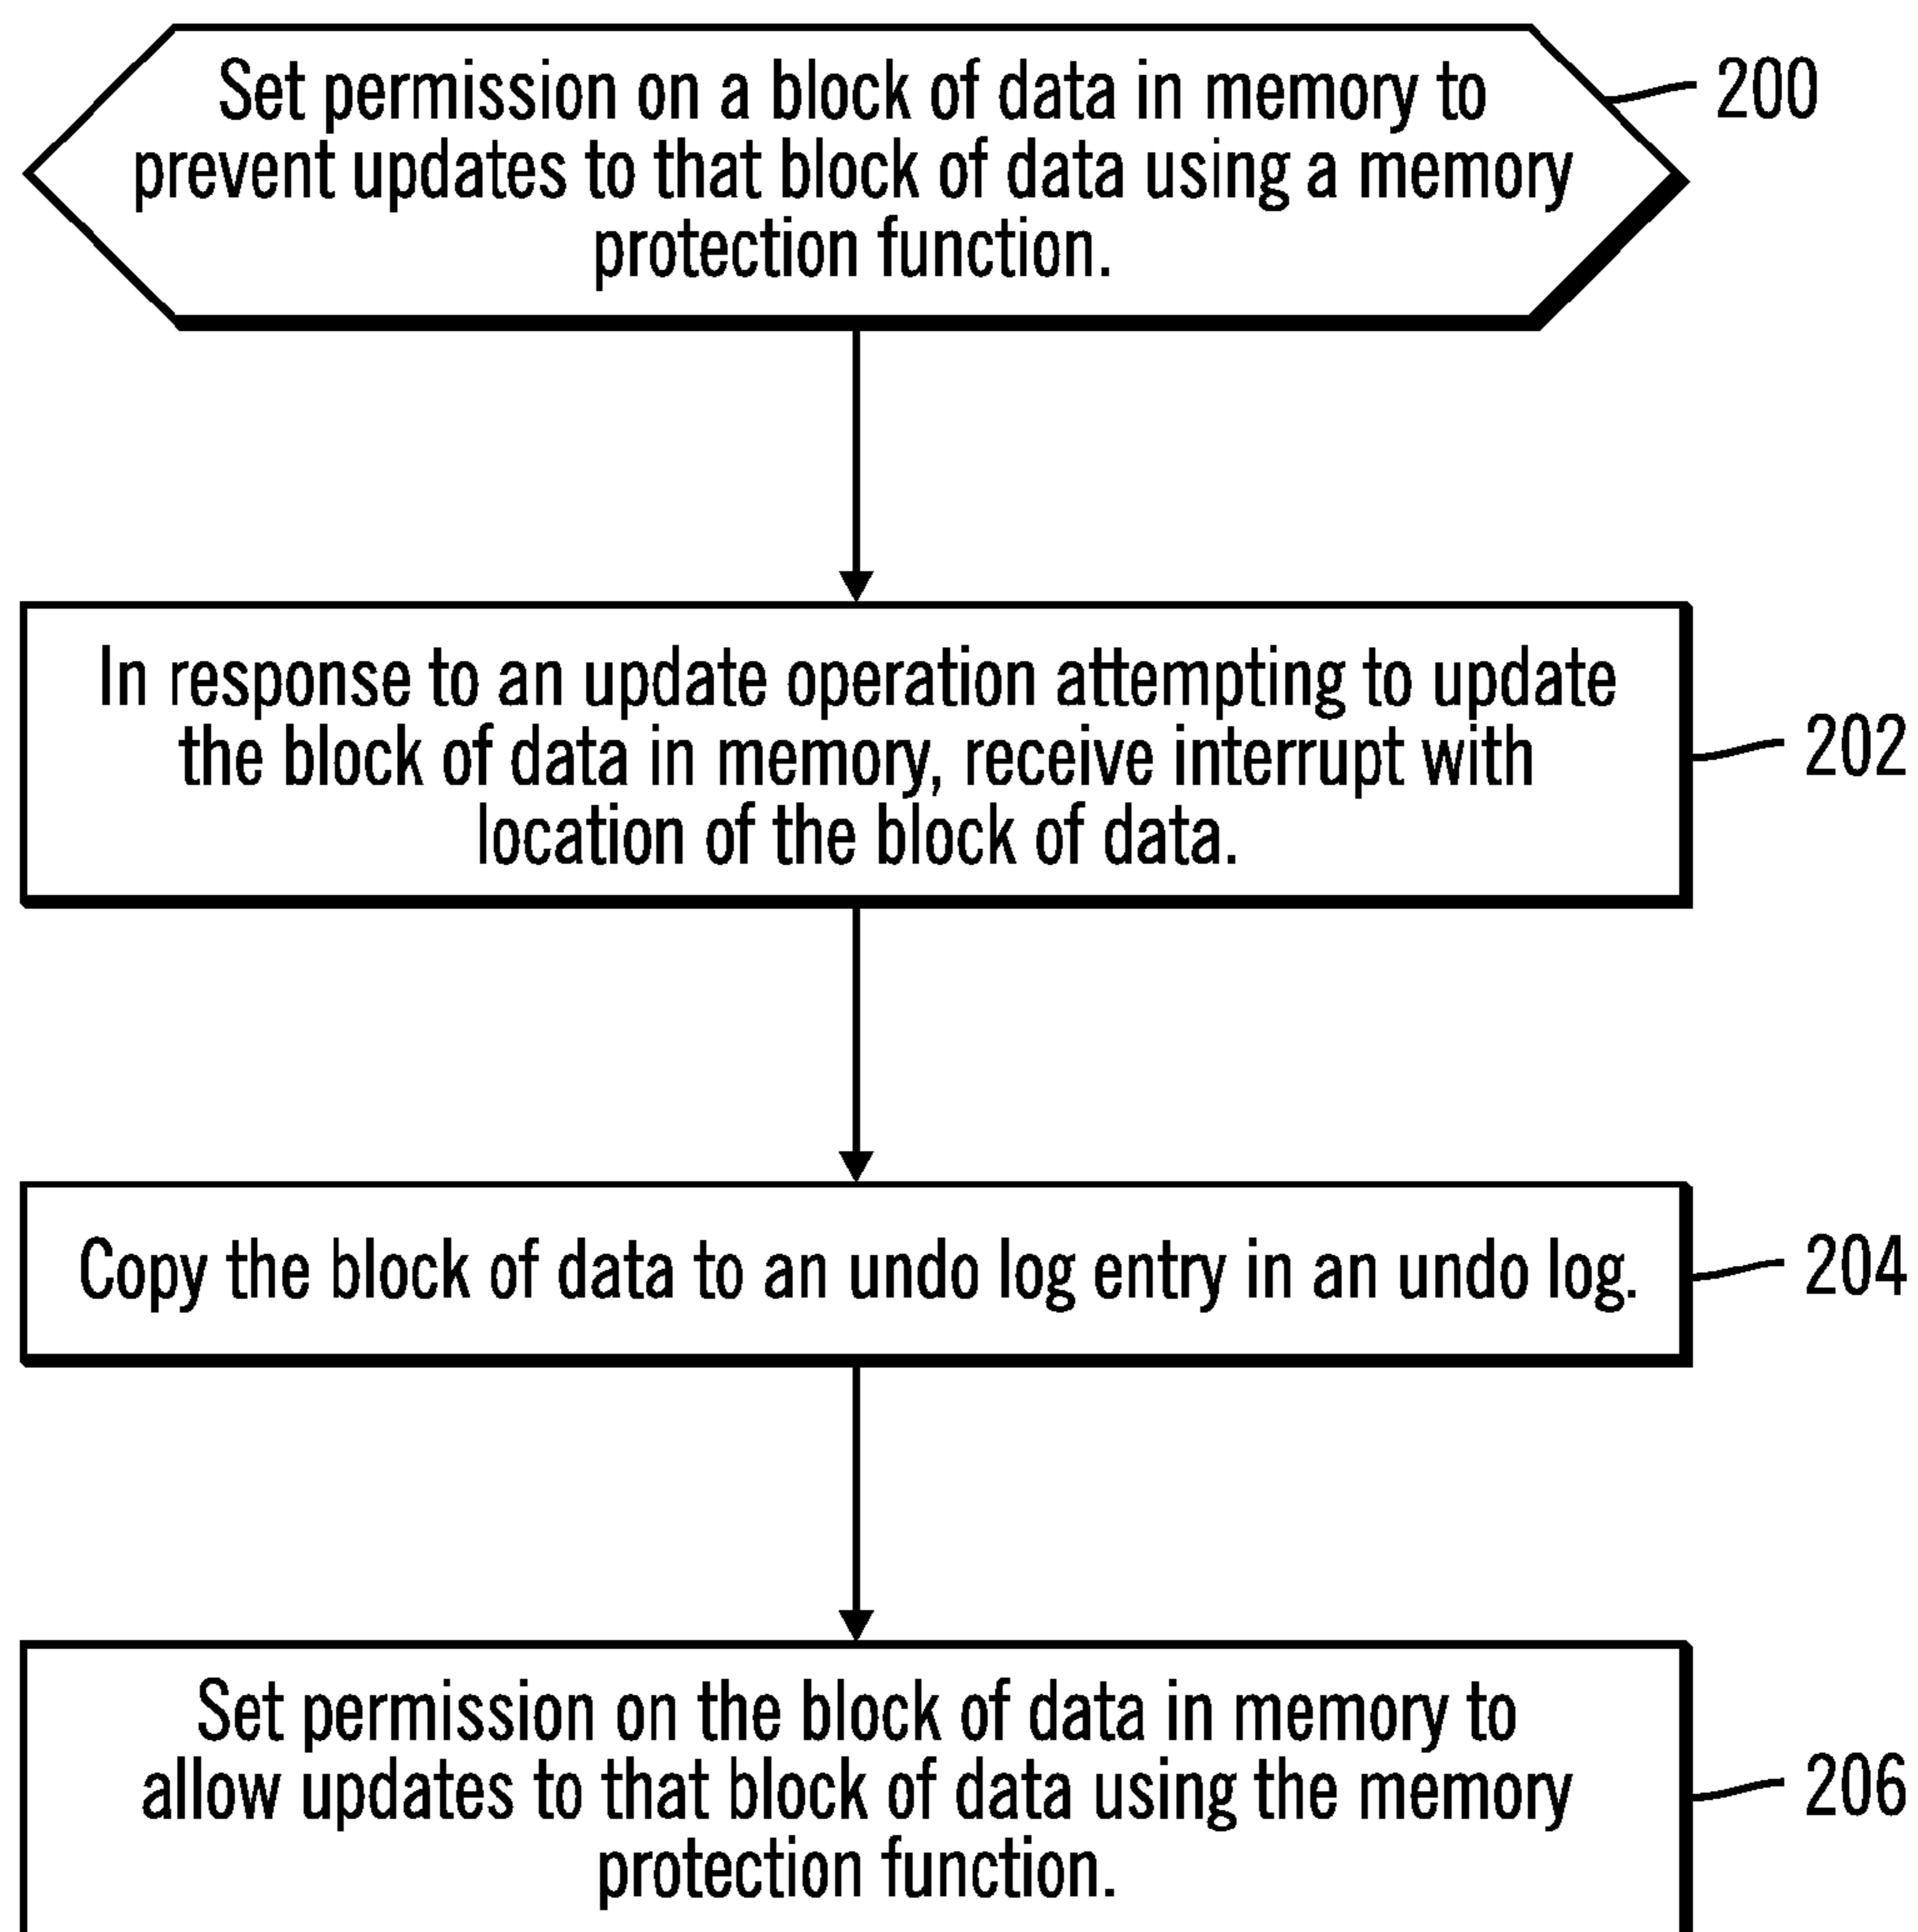 Set permission on a block of data in memory to
200
prevent updates to that block of data using a memory
protection function.
In response to an update operation attempting to update
the block of data in memory, receive interrupt with
202
location of the block of data.
Copy the block of data to an undo log entry in an undo log.
204
Set permission on the block of data in memory to
allow updates to that block of data using the memory
206
protection function.